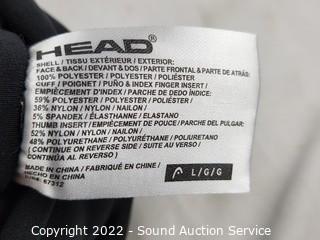 HEAD®
SHELL / TISSU EXTÉRIEUR / EXTERIOR:
FACE & BACK / DEVANT & DOS / PARTE FRONTAL & PARTE DE ATRÁS:
100% POLYESTER / POLYESTER / POLIÉSTER
CUFF / POIGNET / PUÑO & INDEX FINGER INSERT /
EMPIÈCEMENT D'INDEX / PARCHE DE DEDO ÍNDICE:
59% POLYESTER / POLYESTER / POLIÉSTER
36% NYLON / NYLON / NAILON /
5% SPANDEX / ÉLASTHANNE / ELASTANO
THUMB INSERT / EMPIÈCEMENT DE POUCE / PARCHE DEL PULGAR:
52% NYLON / NYLON / NAILON /
48% POLYURETHANE / POLYURÉTHANE / POLIURETANO
(CONTINUE ON REVERSE / SUITE AU VERSO /
CONTINÚA AL REVERSO)
MADE IN CHINA / FABRIQUÉ EN CHINE /
HECHO EN CHINA
67312
L/G/G
Copyright 2022 - Sound Auction Service